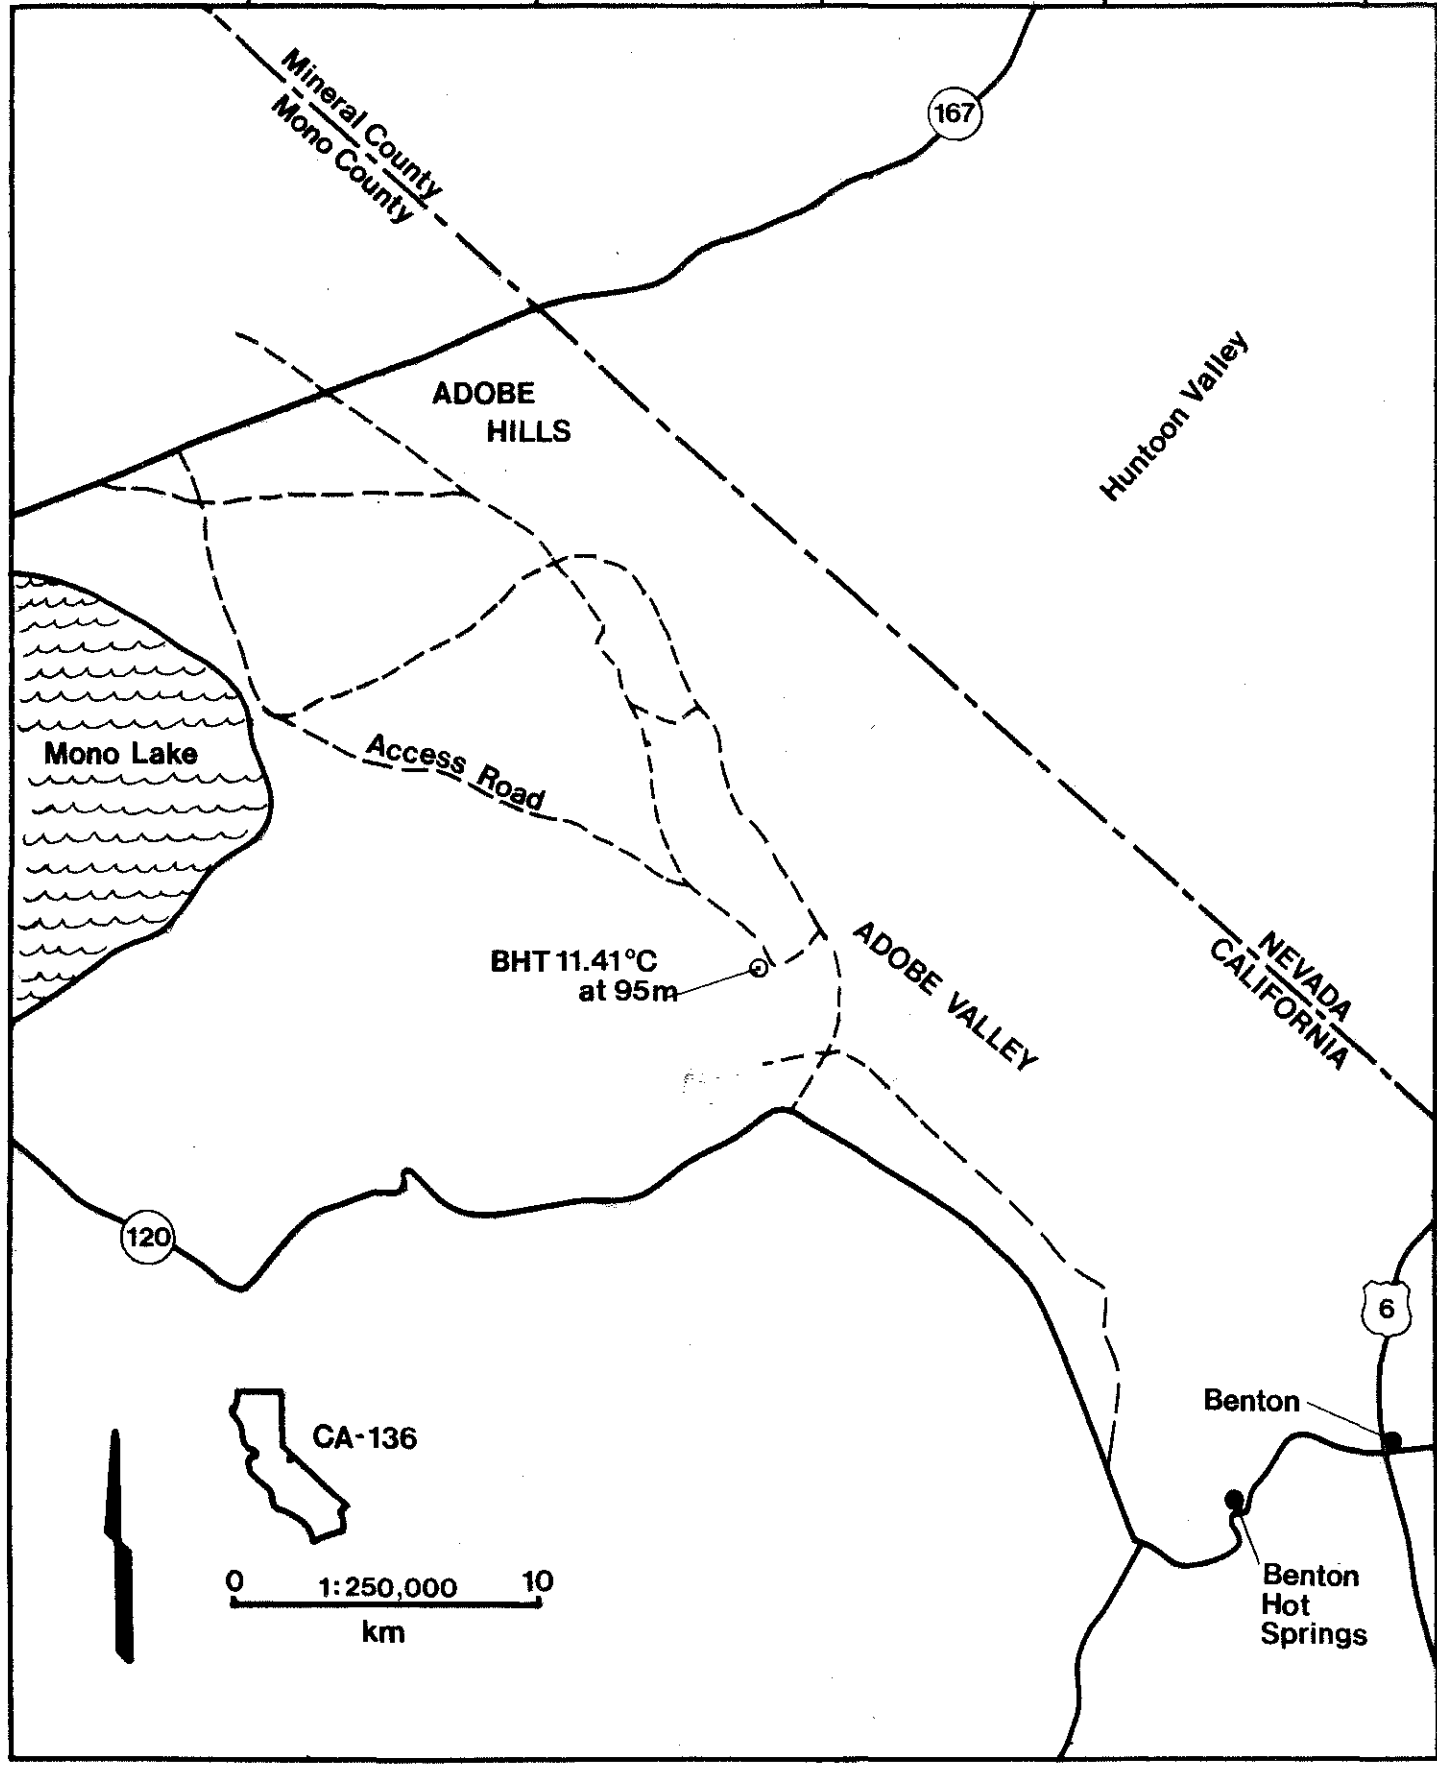 Mineral County
Mono County
167
ADOBE
HILLS
Huntoon Valley
Mono Lake
Access Road
BHT 11.41°C
at 95m
ADOBE VALLEY
NEVADA
CALIFORNIA
120
6
Benton
CA-136
0 1:250,000 10
km
Benton
Hot
Springs